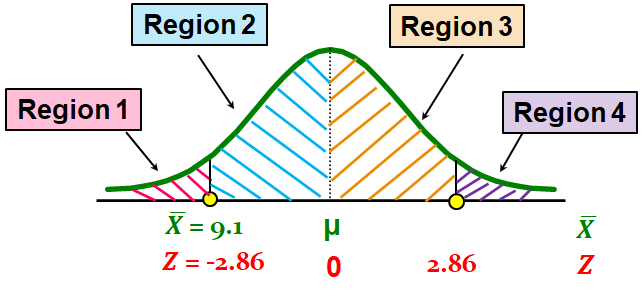 Region 2
Region 3
Region 1
Region 4
X̅ = 9.1 μ X̅
Z = -2.86 0 2.86 Z